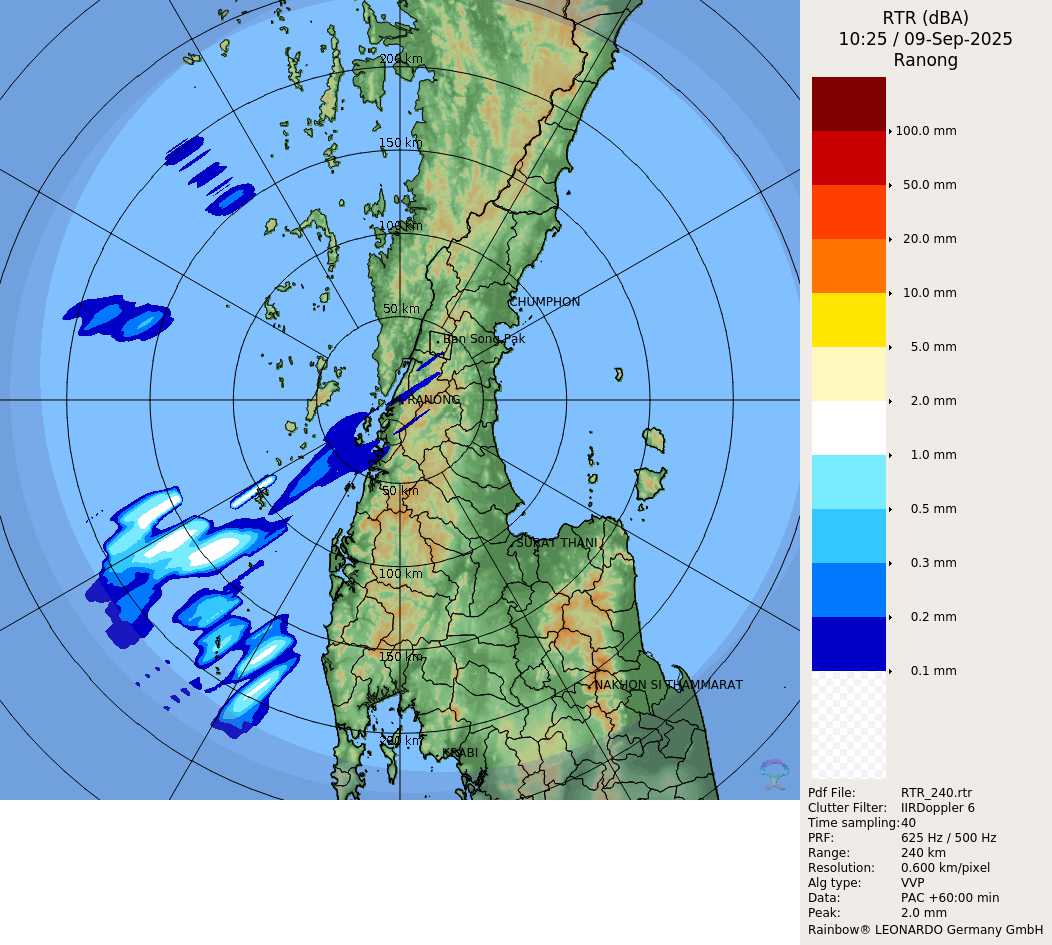 RTR (dBA)
10:25 / 09-Sep-2025
Ranong
100.0 mm
50.0 mm
20.0 mm
10.0 mm
5.0 mm
2.0 mm
1.0 mm
0.5 mm
0.3 mm
0.2 mm
0.1 mm
Pdf File: RTR_240.rtr
Clutter Filter: IIRDoppler 6
Time sampling:40
PRF: 625 Hz / 500 Hz
Range: 240 km
Resolution: 0.600 km/pixel
Alg type: VVP
Data: PAC +60:00 min
Peak: 2.0 mm
Rainbow® LEONARDO Germany GmbH
200 km
150 km
100 km
CHUMPHON
50 km
Ban Song Pak
RANONG
50 km
SURAT THANI
100 km
150 km
NAKHON SI THAMMARAT
200 km
KRABI